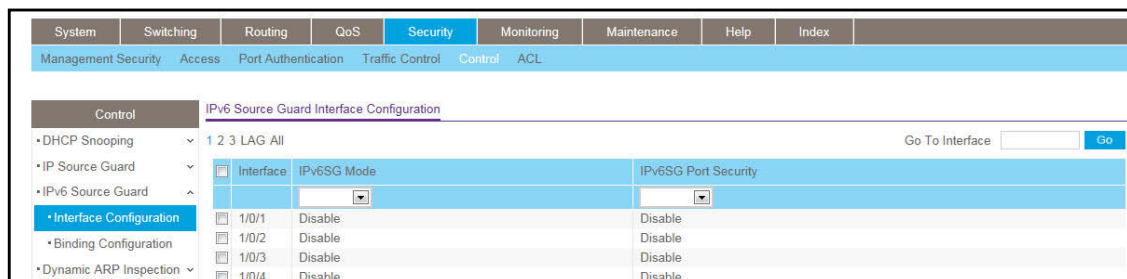 System Switching Routing QoS Security Monitoring Maintenance Help Index
Management Security Access Port Authentication Traffic Control Control ACL
Control
DHCP Snooping
IP Source Guard
IPv6 Source Guard
Interface Configuration
Binding Configuration
Dynamic ARP Inspection
IPv6 Source Guard Interface Configuration
1 2 3 LAG All Go To Interface Go
Interface IPv6SG Mode IPv6SG Port Security
1/0/1 Disable Disable
1/0/2 Disable Disable
1/0/3 Disable Disable
1/0/4 Disable Disable